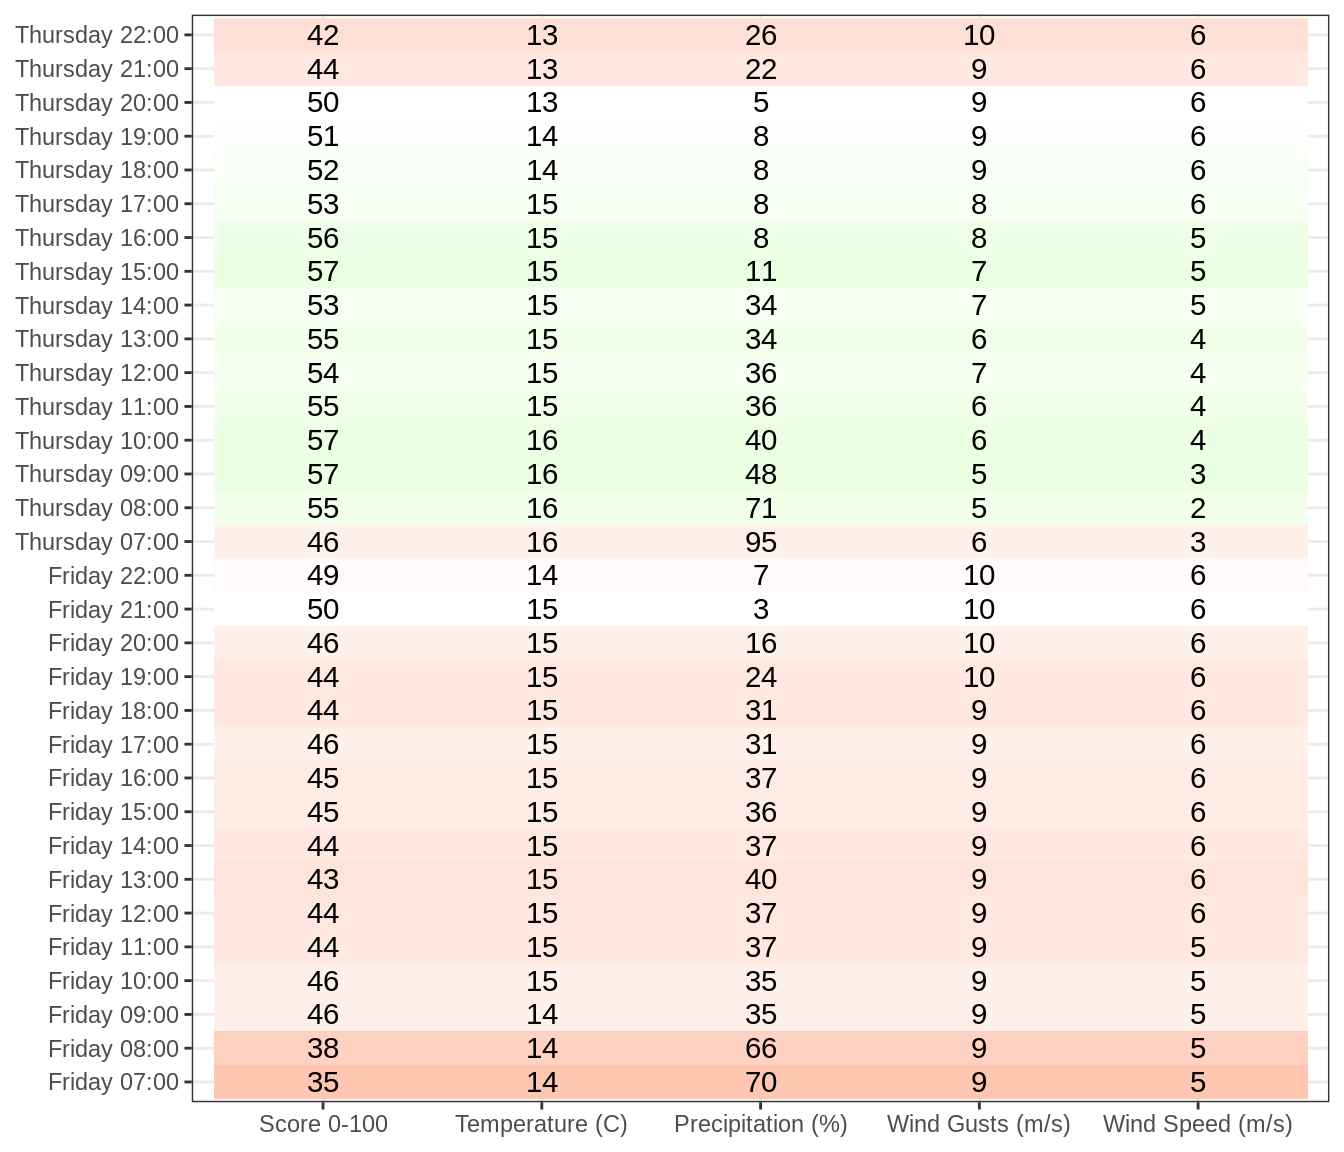 Thursday 22:00 42 13 26 10 6
Thursday 21:00 44 13 22 9 6
Thursday 20:00 50 13 5 9 6
Thursday 19:00 51 14 8 9 6
Thursday 18:00 52 14 8 9 6
Thursday 17:00 53 15 8 8 6
Thursday 16:00 56 15 8 8 5
Thursday 15:00 57 15 11 7 5
Thursday 14:00 53 15 34 7 5
Thursday 13:00 55 15 34 6 4
Thursday 12:00 54 15 36 7 4
Thursday 11:00 55 15 36 6 4
Thursday 10:00 57 16 40 6 4
Thursday 09:00 57 16 48 5 3
Thursday 08:00 55 16 71 5 2
Thursday 07:00 46 16 95 6 3
Friday 22:00 49 14 7 10 6
Friday 21:00 50 15 3 10 6
Friday 20:00 46 15 16 10 6
Friday 19:00 44 15 24 10 6
Friday 18:00 44 15 31 9 6
Friday 17:00 46 15 31 9 6
Friday 16:00 45 15 37 9 6
Friday 15:00 45 15 36 9 6
Friday 14:00 44 15 37 9 6
Friday 13:00 43 15 40 9 6
Friday 12:00 44 15 37 9 6
Friday 11:00 44 15 37 9 5
Friday 10:00 46 15 35 9 5
Friday 09:00 46 14 35 9 5
Friday 08:00 38 14 66 9 5
Friday 07:00 35 14 70 9 5
Score 0-100 Temperature (C) Precipitation (%) Wind Gusts (m/s) Wind Speed (m/s)